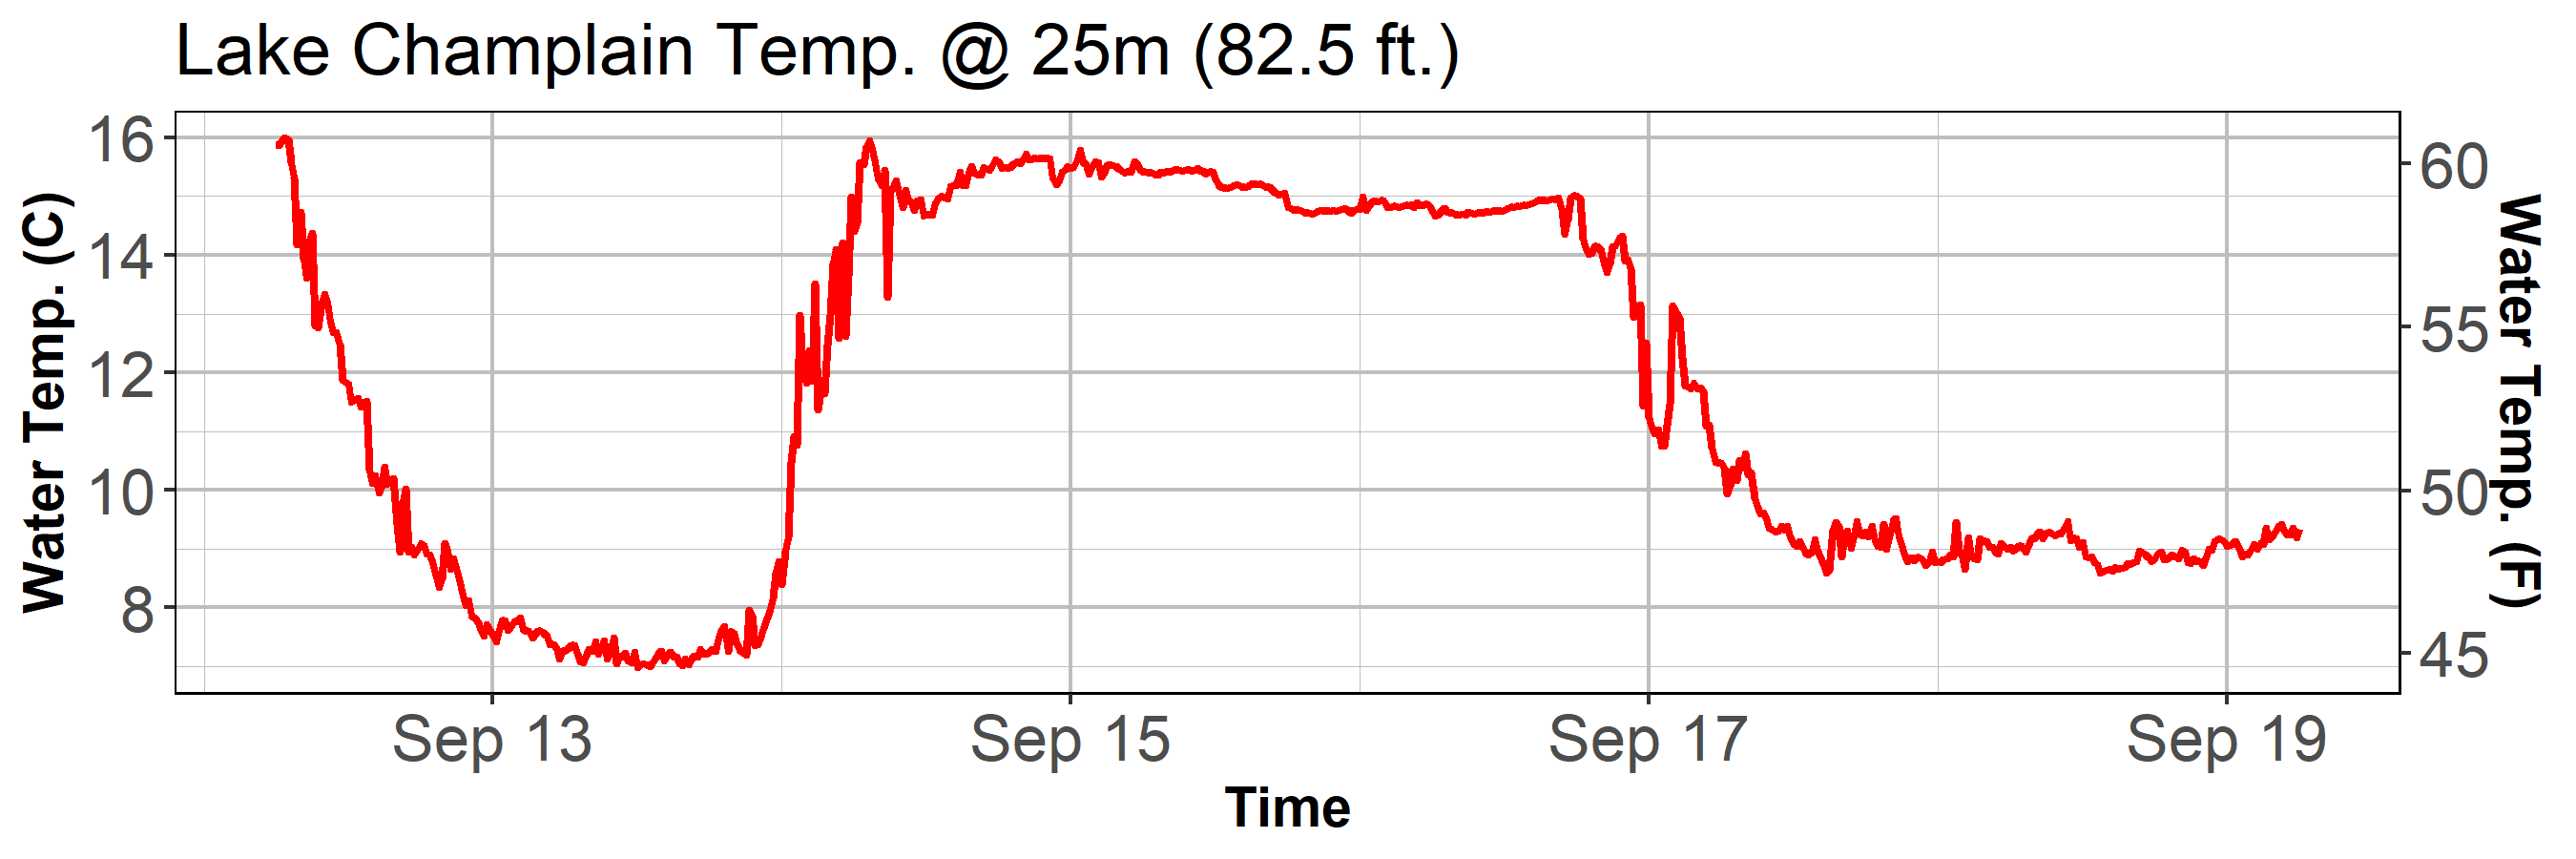 Lake Champlain Temp. @ 25m (82.5 ft.)
Water Temp. (C)
16
14
12
10
8
60
55
50
45
Water Temp. (F)
Sep 13
Sep 15
Sep 17
Sep 19
Time